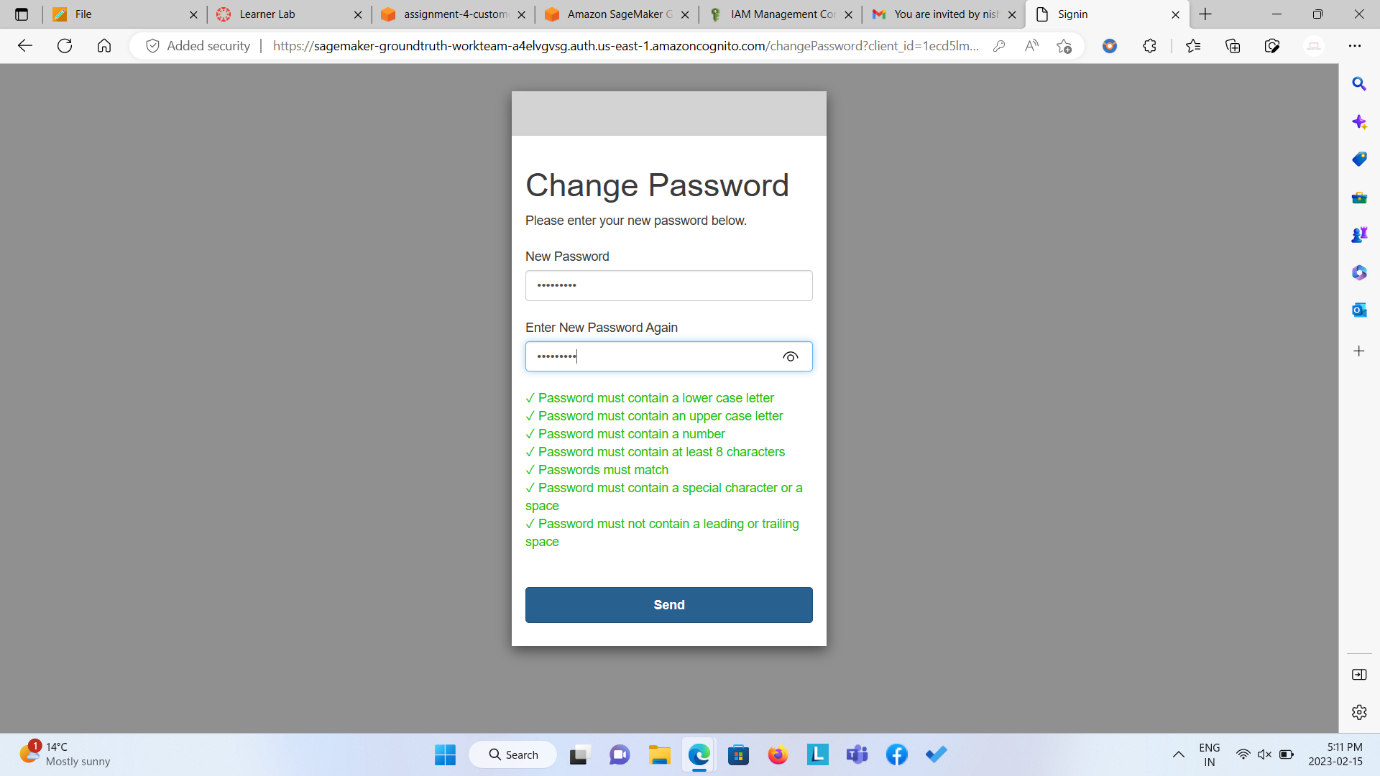 File
Learner Lab
assignment-4-custom
Amazon SageMaker G
IAM Management Con
You are invited by nish
Signin
Added security
https://sagemaker-groundtruth-workteam-a4elvgvsg.auth.us-east-1.amazoncognito.com/changePassword?client_id=1ecd5lm...
Change Password
Please enter your new password below.
New Password
•••••••••
Enter New Password Again
•••••••••
✓ Password must contain a lower case letter
✓ Password must contain an upper case letter
✓ Password must contain a number
✓ Password must contain at least 8 characters
✓ Passwords must match
✓ Password must contain a special character or a
space
✓ Password must not contain a leading or trailing
space
Send
1
14°C
Mostly sunny
Search
ENG
IN
5:11 PM
2023-02-15